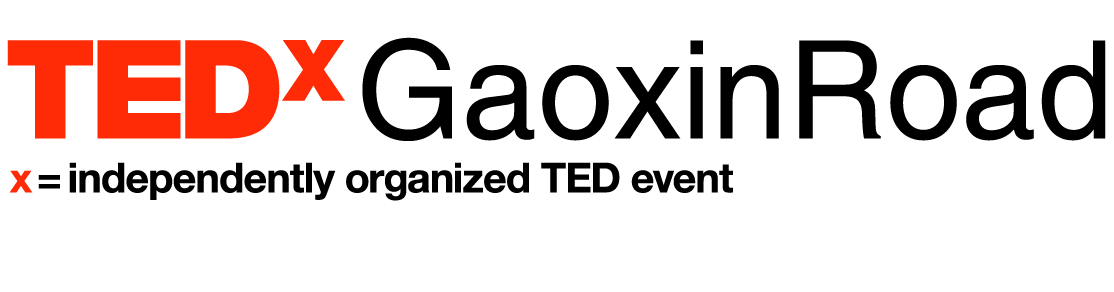 TEDxGaoxinRoad
x = independently organized TED event